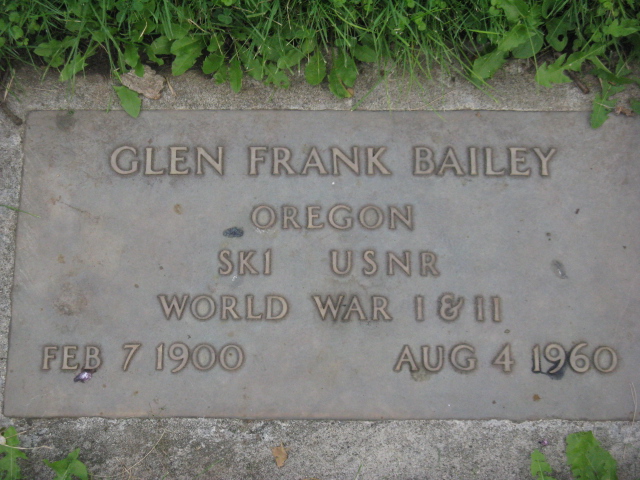 GLEN FRANK BAILEY
OREGON
SK1 USNR
WORLD WAR I & II
FEB 7 1900 AUG 4 1960